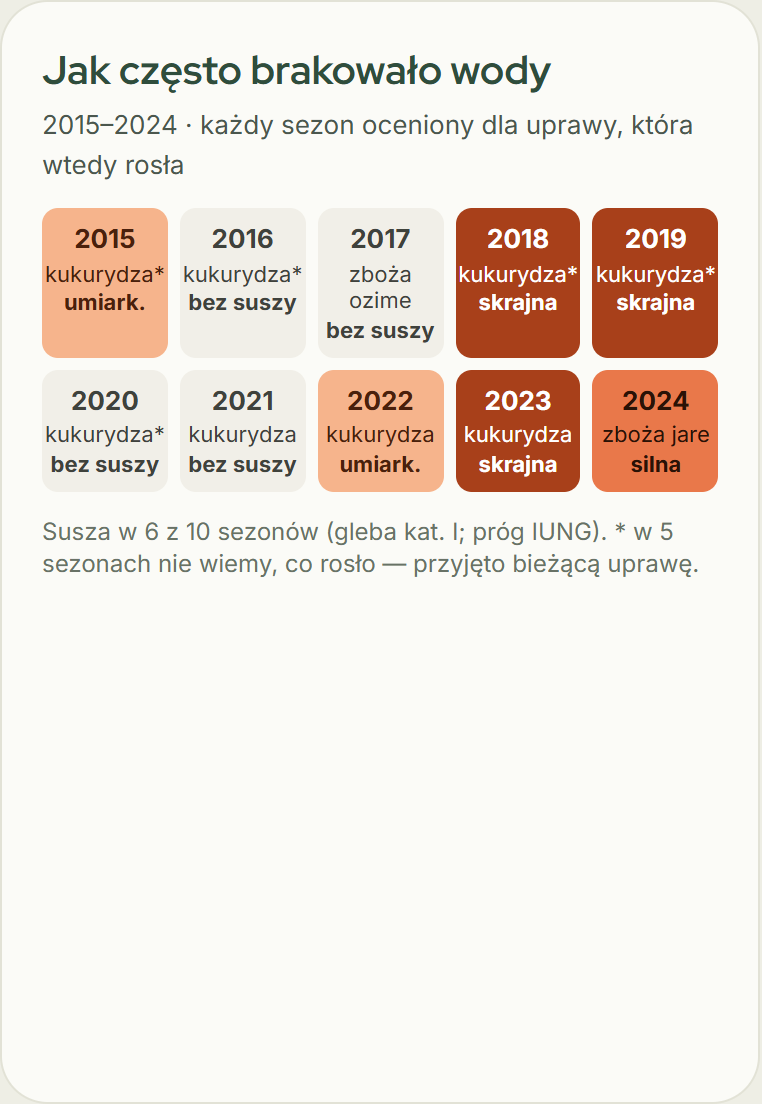 Jak często brakowało wody
2015–2024 · każdy sezon oceniony dla uprawy, która
wtedy rosła
2015
kukurydza*
umiark.
2016
kukurydza*
bez suszy
2017
zboża
ozime
bez suszy
2018
kukurydza*
skrajna
2019
kukurydza*
skrajna
2020
kukurydza*
bez suszy
2021
kukurydza
bez suszy
2022
kukurydza
umiark.
2023
kukurydza
skrajna
2024
zboża jare
silna
Susza w 6 z 10 sezonów (gleba kat. I; próg IUNG). * w 5
sezonach nie wiemy, co rosło — przyjęto bieżącą uprawę.